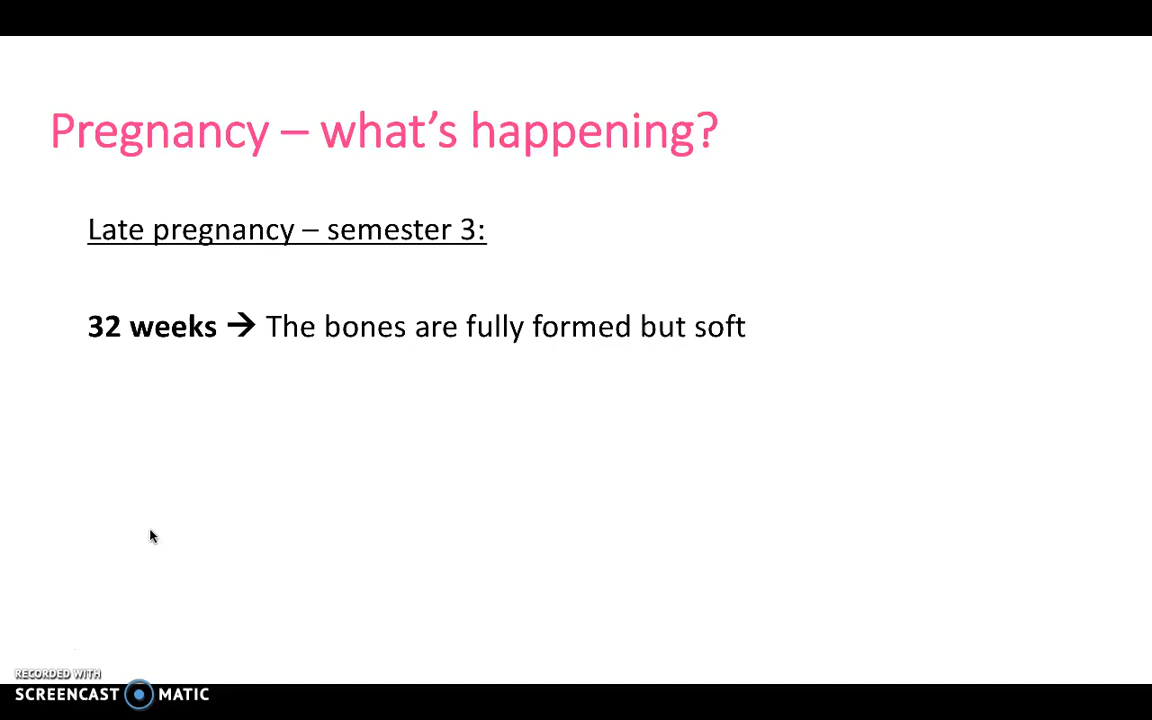 Pregnancy – what's happening?
Late pregnancy – semester 3:
32 weeks → The bones are fully formed but soft
RECORDED WITH
SCREENCAST MATIC